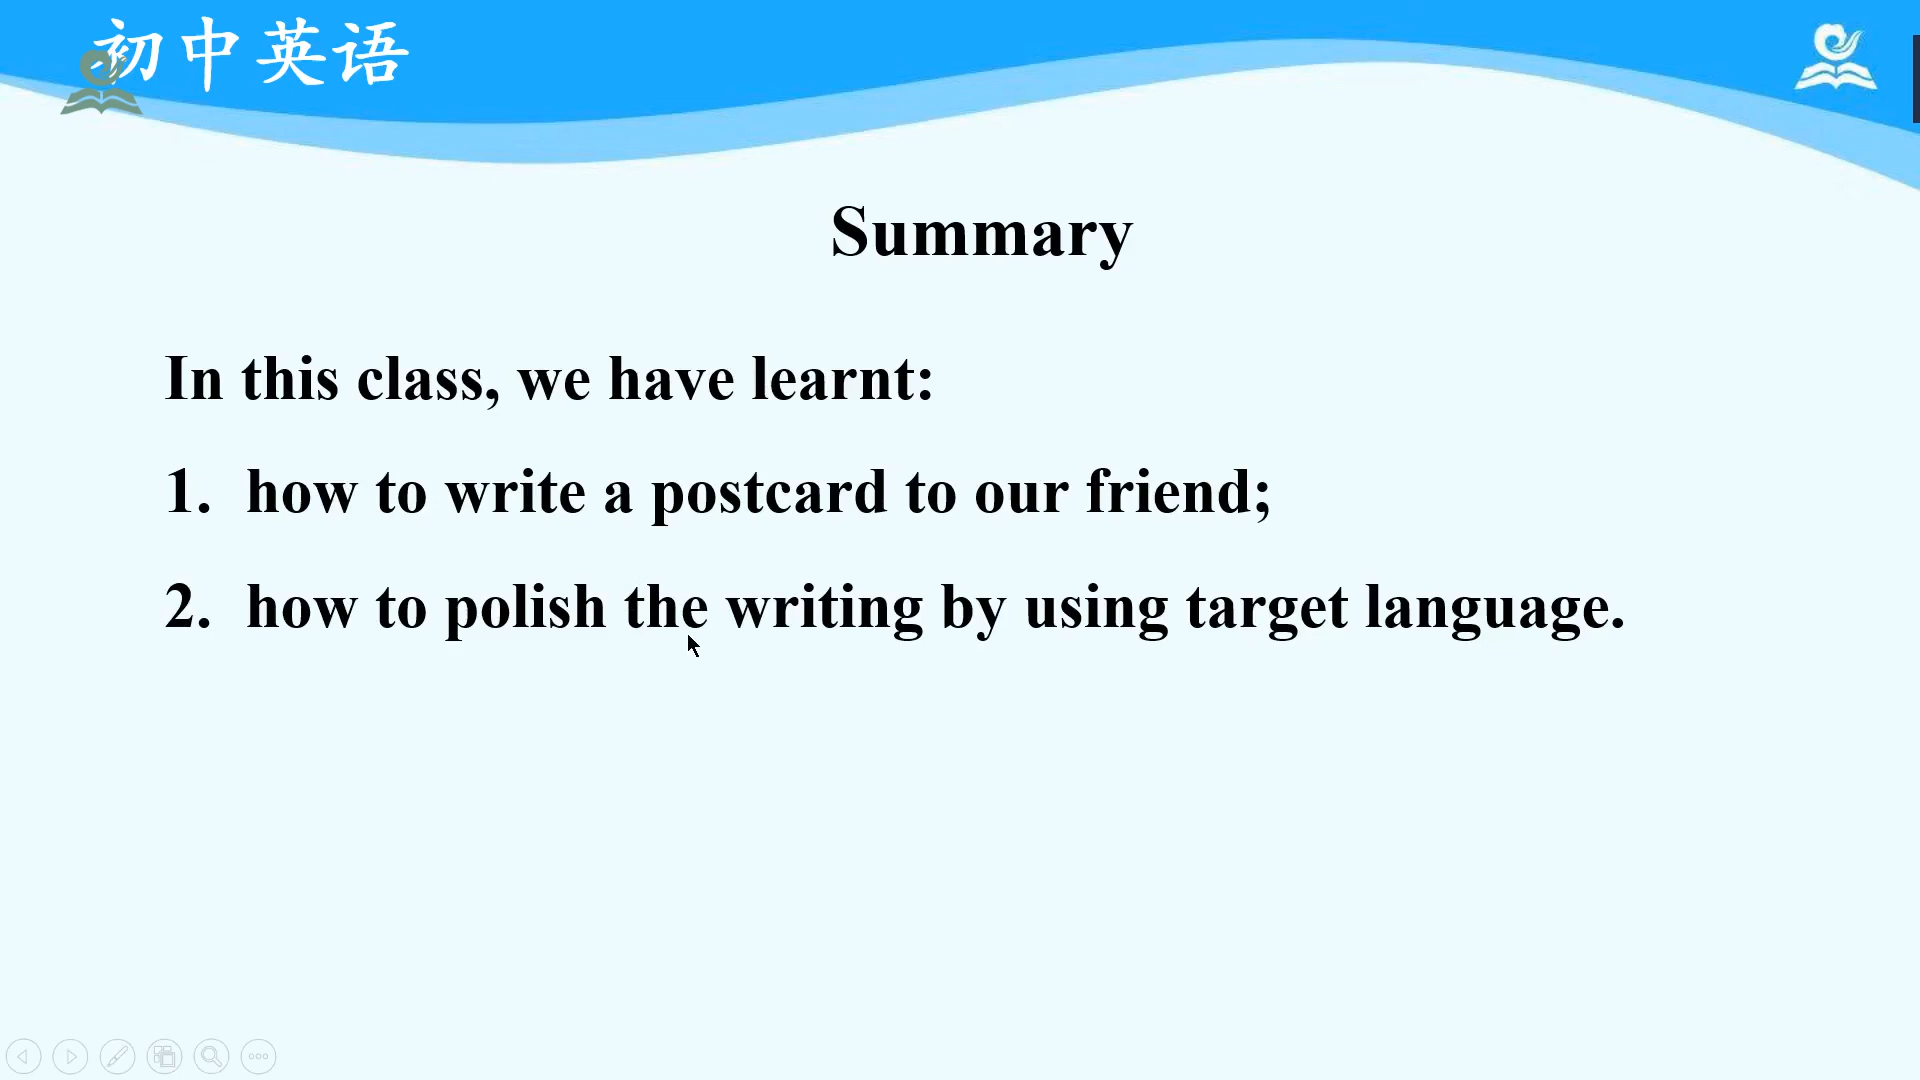 初中英语
Summary
In this class, we have learnt:
1. how to write a postcard to our friend;
2. how to polish the writing by using target language.